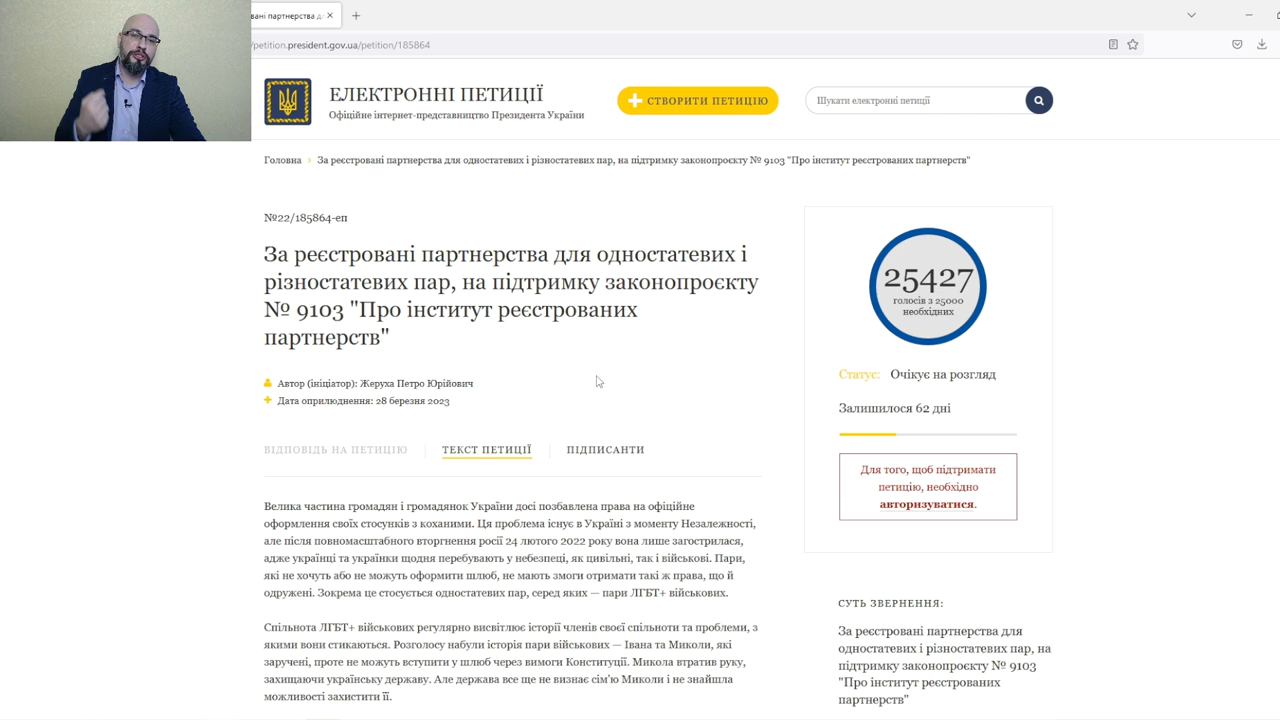 вані партнерства дл
/petition.president.gov.ua/petition/185864
ЕЛЕКТРОННІ ПЕТИЦІЇ
Офіційне інтернет-представництво Президента України
СТВОРИТИ ПЕТИЦІЮ
Шукати електронні петиції
Головна
За реєстровані партнерства для одностатевих і різностатевих пар, на підтримку законопроєкту № 9103 "Про інститут реєстрованих партнерств"
№22/185864-еп
За реєстровані партнерства для одностатевих і
різностатевих пар, на підтримку законопроєкту
№ 9103 "Про інститут реєстрованих
партнерств"
Автор (ініціатор): Жеруха Петро Юрійович
Дата оприлюднення: 28 березня 2023
25427
голосів з 25000
необхідних
Статус: Очікує на розгляд
Залишилося 62 дні
Для того, щоб підтримати
петицію, необхідно
авторизуватися.
ВІДПОВІДЬ НА ПЕТИЦІЮ
ТЕКСТ ПЕТИЦІЇ
ПІДПИСАНТИ
Велика частина громадян і громадянок України досі позбавлена права на офіційне
оформлення своїх стосунків з коханими. Ця проблема існує в Україні з моменту Незалежності,
але після повномасштабного вторгнення росії 24 лютого 2022 року вона лише загострилася,
адже українці та українки щодня перебувають у небезпеці, як цивільні, так і військові. Пари,
які не хочуть або не можуть оформити шлюб, не мають змоги отримати такі ж права, що й
одружені. Зокрема це стосується одностатевих пар, серед яких — пари ЛГБТ+ військових.
Спільнота ЛГБТ+ військових регулярно висвітлює історії членів своєї спільноти та проблеми, з
якими вони стикаються. Розголосу набули історія пари військових — Івана та Миколи, які
заручені, проте не можуть вступити у шлюб через вимоги Конституції. Микола втратив руку,
захищаючи українську державу. Але держава все ще не визнає сім'ю Миколи і не знайшла
можливості захистити її.
СУТЬ ЗВЕРНЕННЯ:
За реєстровані партнерства для
одностатевих і різностатевих пар, на
підтримку законопроєкту № 9103
"Про інститут реєстрованих
партнерств"